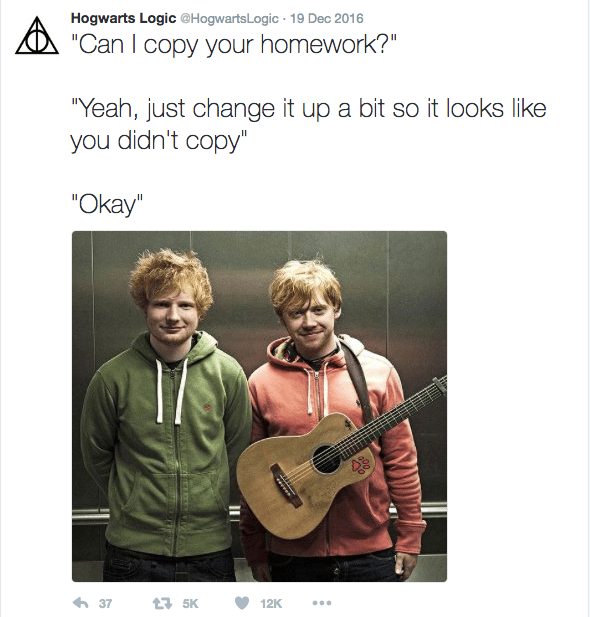 Hogwarts Logic @HogwartsLogic · 19 Dec 2016
"Can I copy your homework?"
"Yeah, just change it up a bit so it looks like
you didn't copy"
"Okay"
37 5K 12K